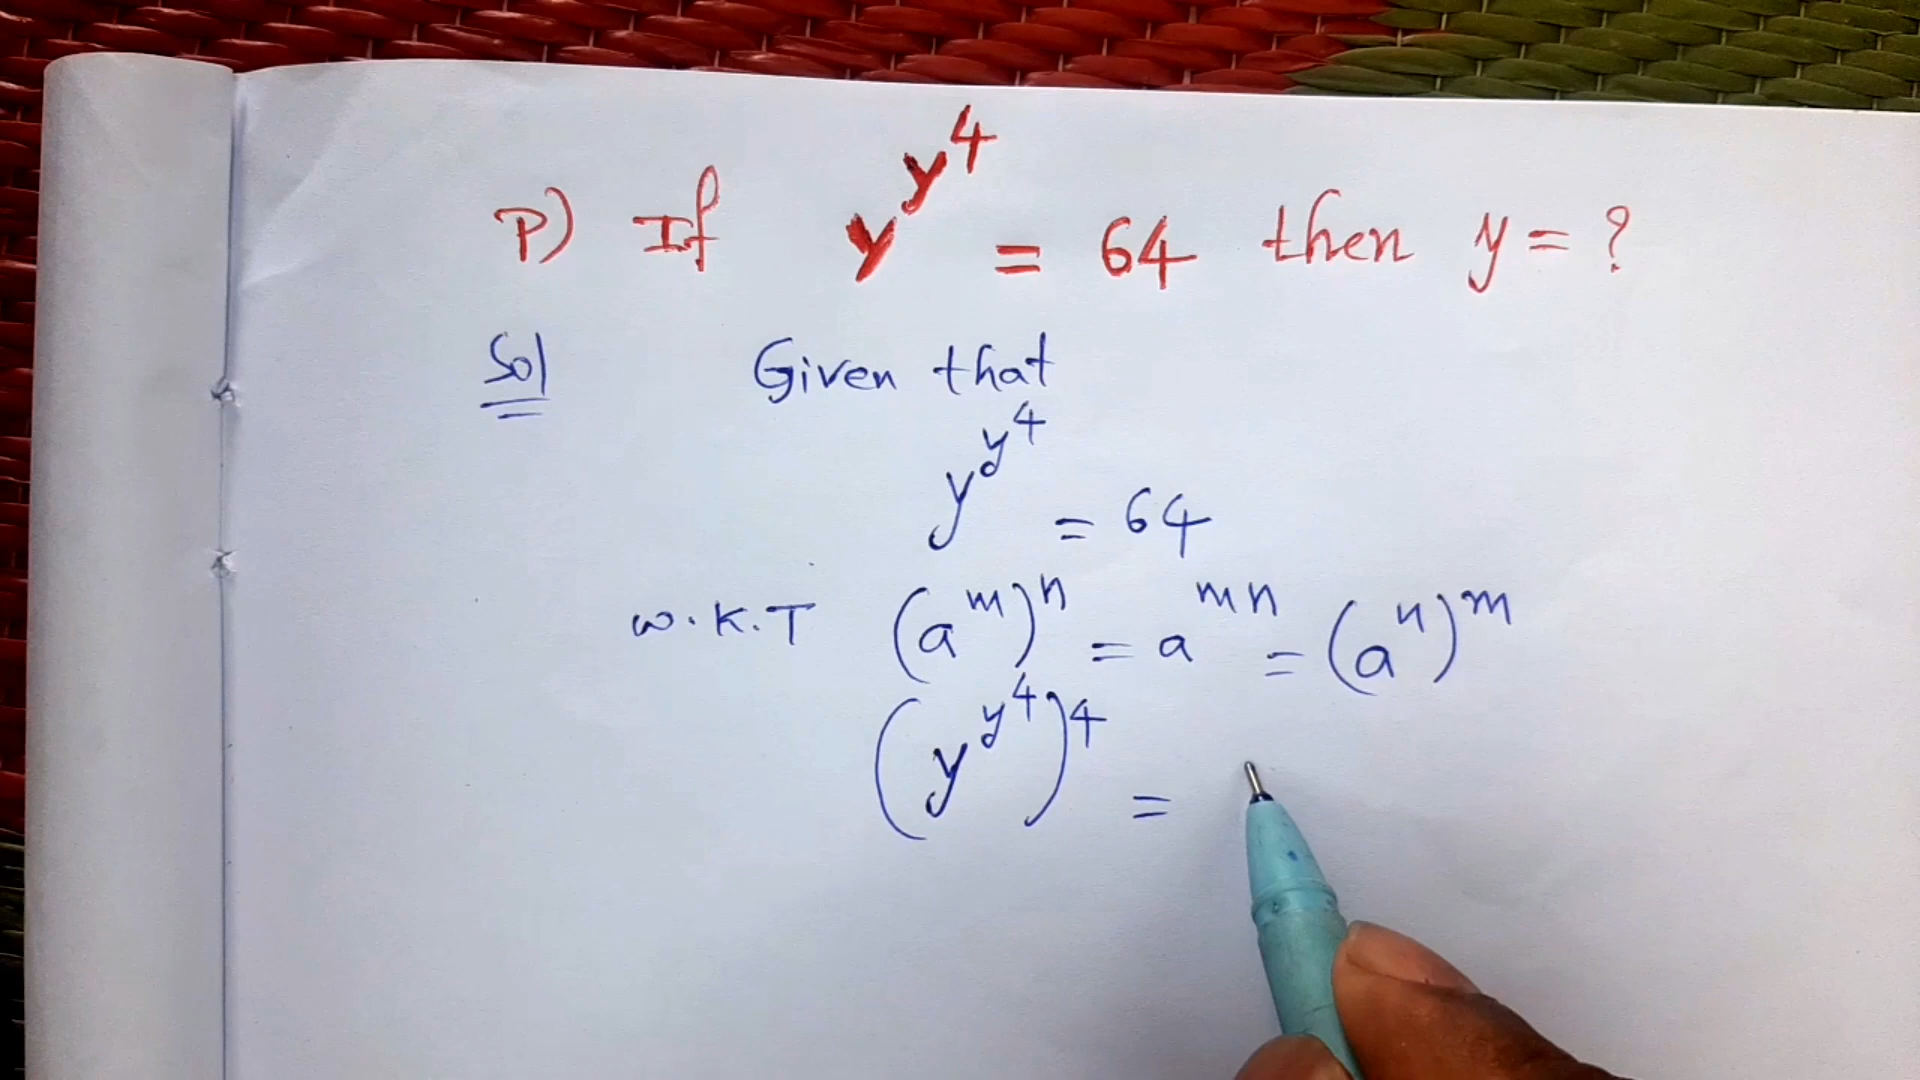 P) If y^y^4 = 64 then y = ?
Sol Given that
y^y^4 = 64
W.K.T (a^m)^n = a^mn = (a^n)^m
(y^y^4)^4 =